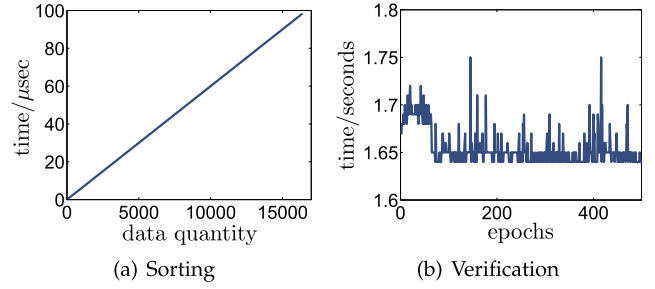 100
80
60
40
20
0
time/μsec
0 5000 10000 15000
data quantity
(a) Sorting
1.8
1.75
1.7
1.65
1.6
time/seconds
0 200 400
epochs
(b) Verification